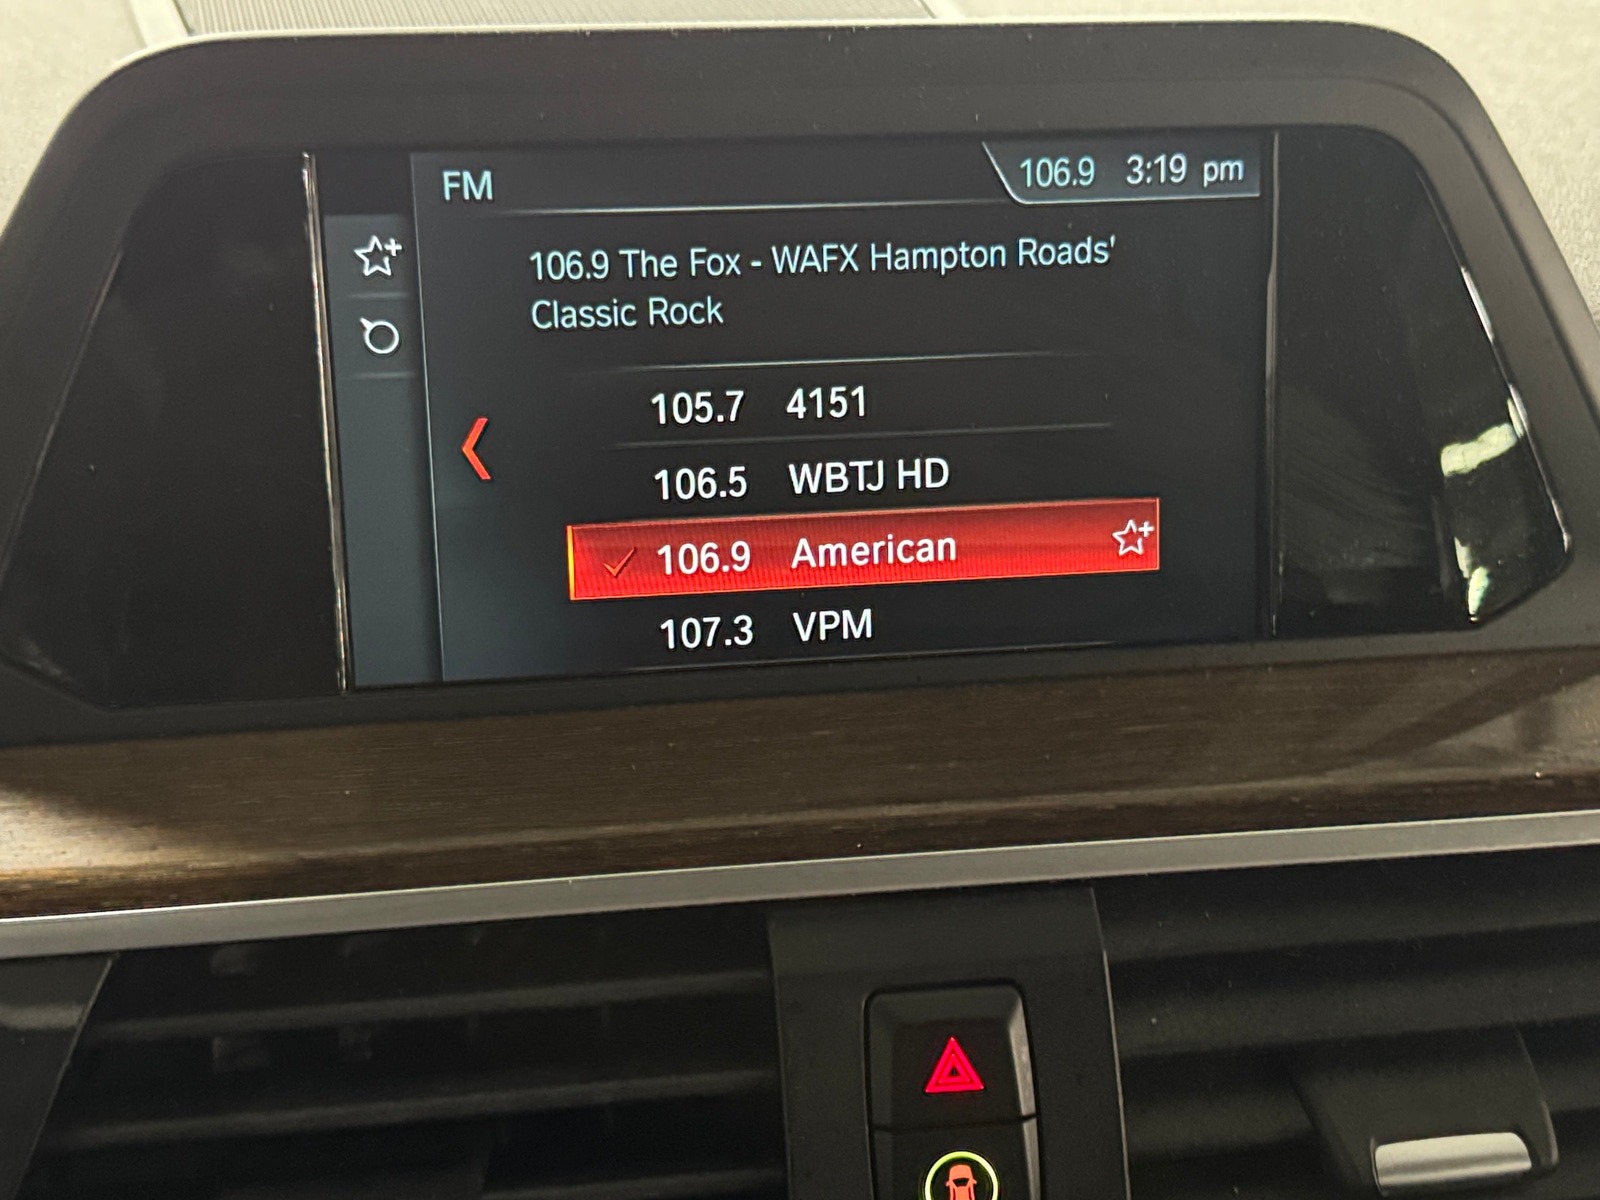 FM
106.9 3:19 pm
106.9 The Fox - WAFX Hampton Roads'
Classic Rock
105.7 4151
106.5 WBTJ HD
106.9 American
107.3 VPM